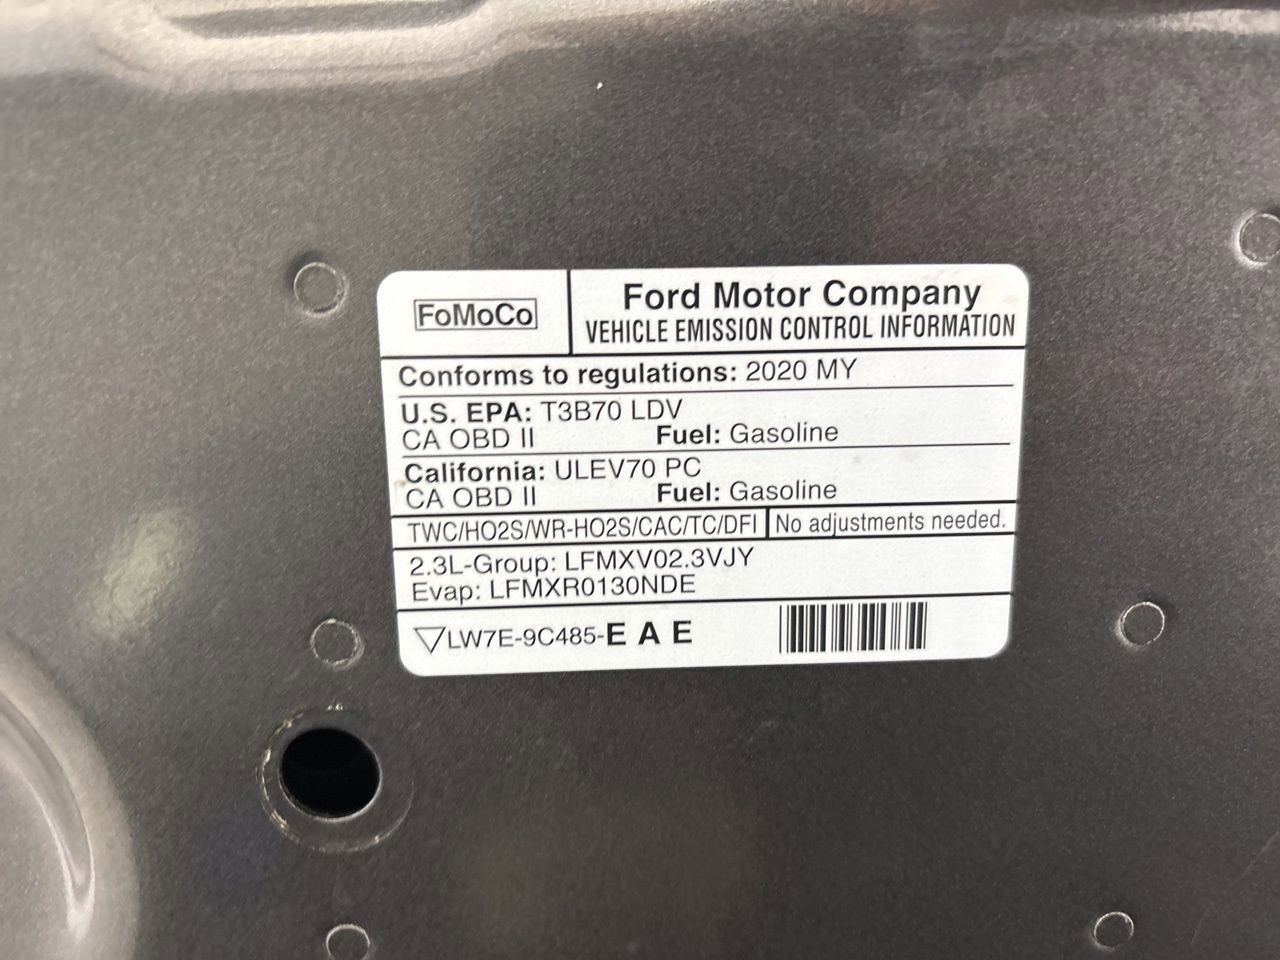 FoMoCo
Ford Motor Company
VEHICLE EMISSION CONTROL INFORMATION
Conforms to regulations: 2020 MY
U.S. EPA: T3B70 LDV
CA OBD II Fuel: Gasoline
California: ULEV70 PC
CA OBD II Fuel: Gasoline
TWC/HO2S/WR-HO2S/CAC/TC/DFI No adjustments needed.
2.3L-Group: LFMXV02.3VJY
Evap: LFMXR0130NDE
LW7E-9C485-E A E